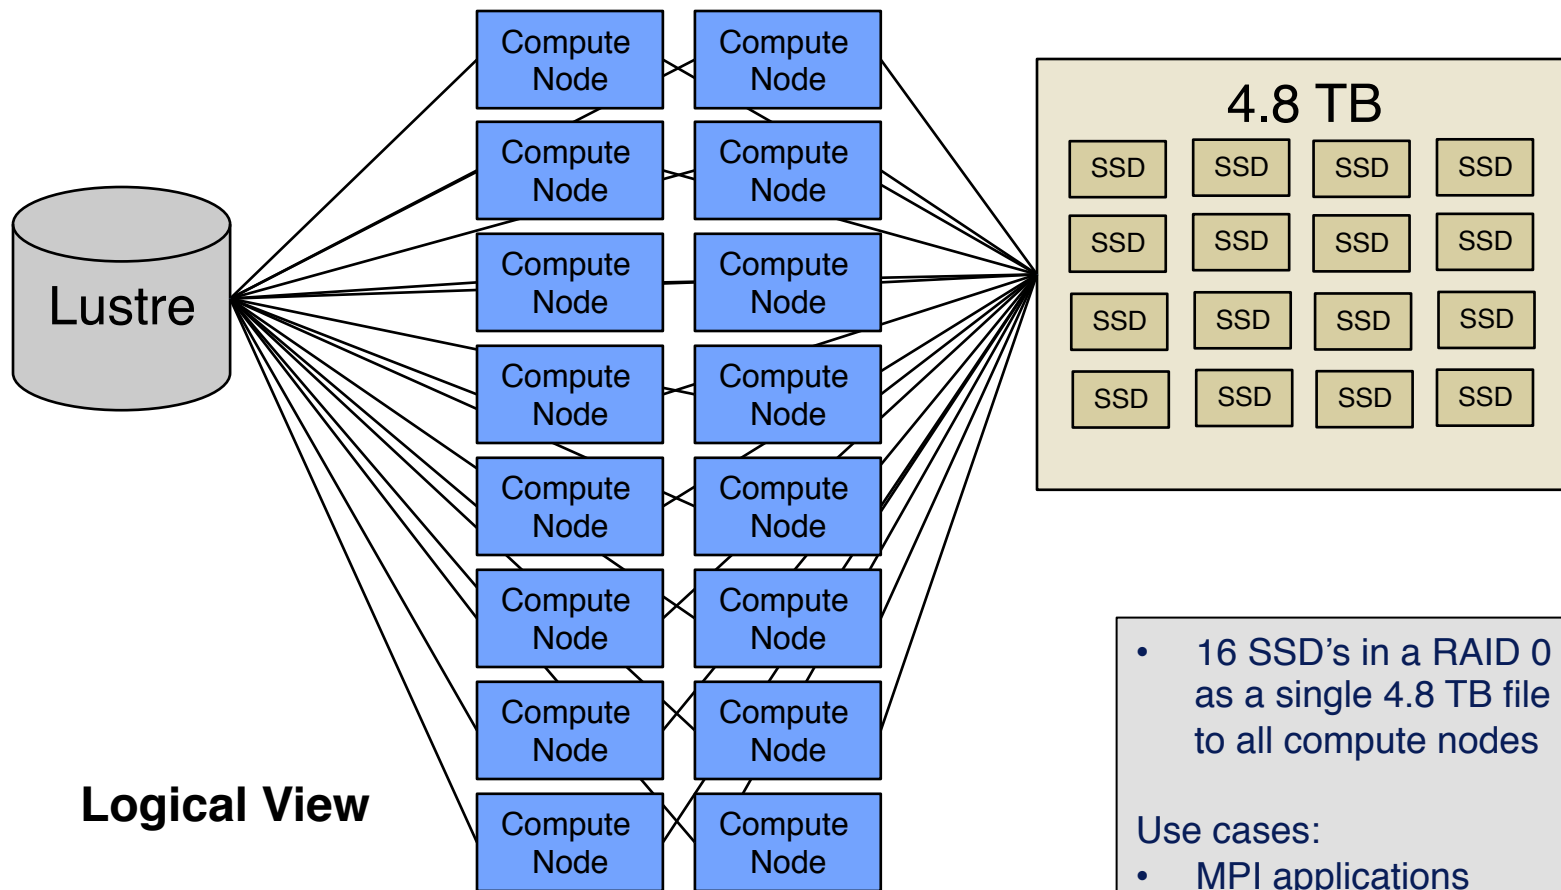 Compute
Node
Compute
Node
Compute
Node
Compute
Node
Compute
Node
Compute
Node
Compute
Node
Compute
Node
Compute
Node
Compute
Node
Compute
Node
Compute
Node
Compute
Node
Compute
Node
Compute
Node
Compute
Node
Lustre
Logical View
4.8 TB
SSD SSD SSD SSD
SSD SSD SSD SSD
SSD SSD SSD SSD
SSD SSD SSD SSD
• 16 SSD's in a RAID 0
as a single 4.8 TB file
to all compute nodes
Use cases:
• MPI applications